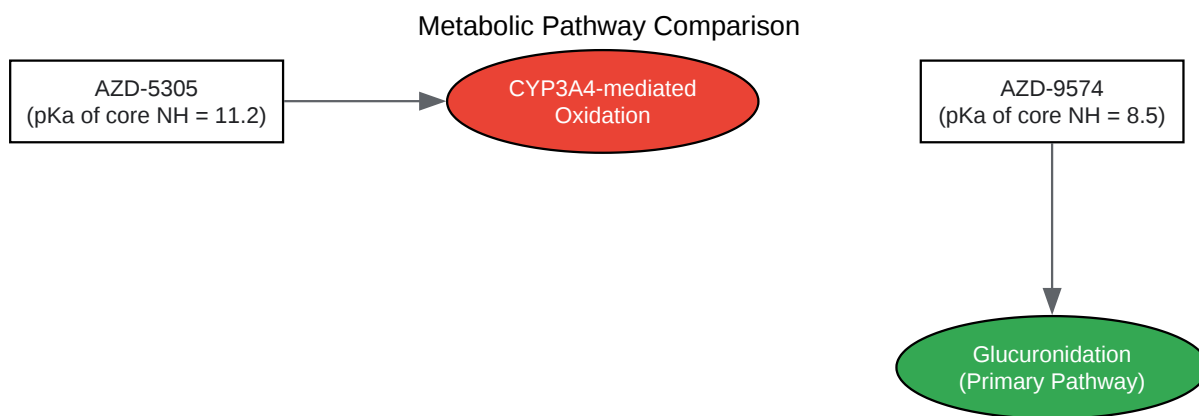 Metabolic Pathway Comparison
AZD-5305
(pKa of core NH = 11.2)
CYP3A4-mediated
Oxidation
AZD-9574
(pKa of core NH = 8.5)
Glucuronidation
(Primary Pathway)